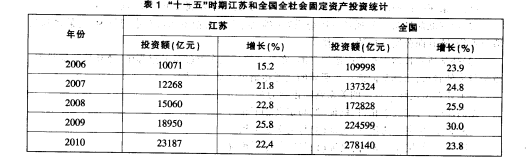 表1 “十一五”时期江苏和全国全社会固定资产投资统计
年份 江苏 全国
投资额(亿元) 增长(%) 投资额(亿元) 增长(%)
2006 10071 15.2 109998 23.9
2007 12268 21.8 137324 24.8
2008 15060 22.8 172828 25.9
2009 18950 25.8 224599 30.0
2010 23187 22.4 278140 23.8